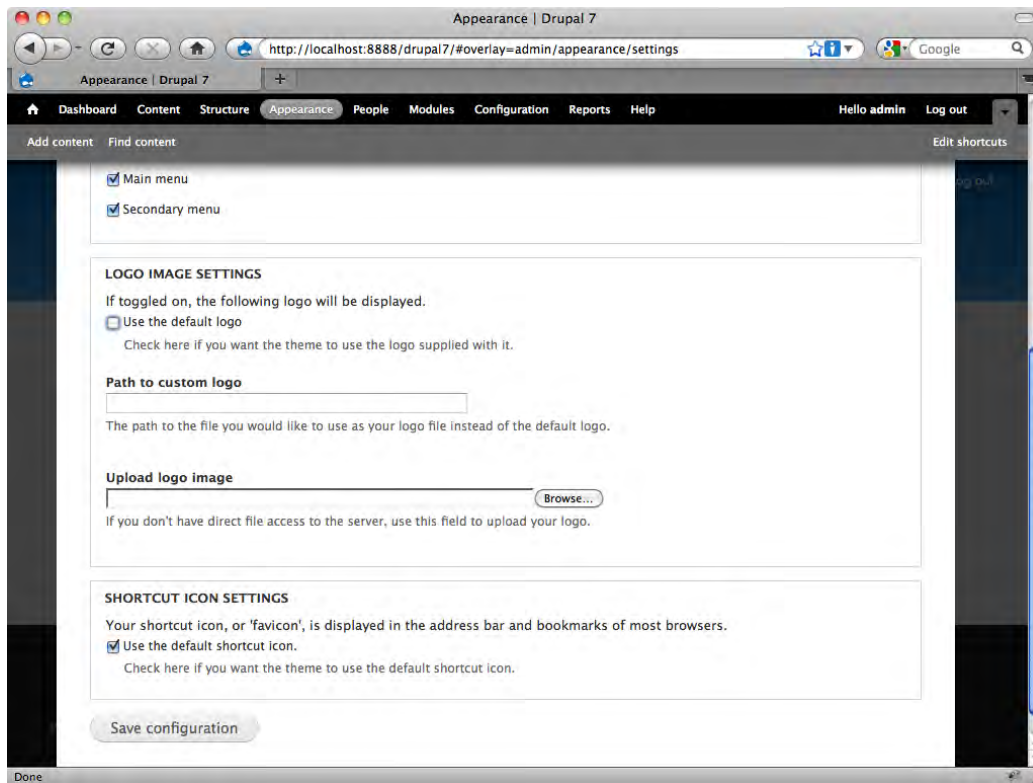 Appearance | Drupal 7
http://localhost:8888/drupal7/#overlay=admin/appearance/settings
Google
Appearance | Drupal 7
Dashboard Content Structure Appearance People Modules Configuration Reports Help Hello admin Log out
Add content Find content Edit shortcuts
Log out
Main menu
Secondary menu
LOGO IMAGE SETTINGS
If toggled on, the following logo will be displayed.
Use the default logo
Check here if you want the theme to use the logo supplied with it.
Path to custom logo
The path to the file you would like to use as your logo file instead of the default logo.
Upload logo image
Browse...
If you don't have direct file access to the server, use this field to upload your logo.
SHORTCUT ICON SETTINGS
Your shortcut icon, or 'favicon', is displayed in the address bar and bookmarks of most browsers.
Use the default shortcut icon.
Check here if you want the theme to use the default shortcut icon.
Save configuration
Done